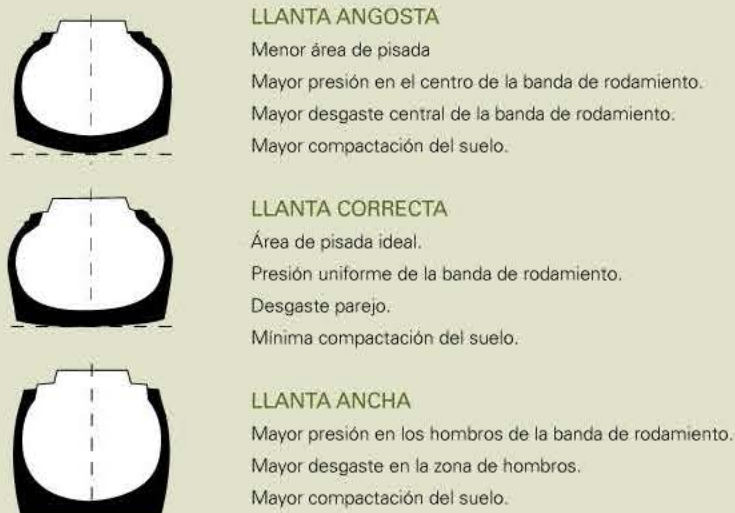 LLANTA ANGOSTA
Menor área de pisada
Mayor presión en el centro de la banda de rodamiento.
Mayor desgaste central de la banda de rodamiento.
Mayor compactación del suelo.
LLANTA CORRECTA
Área de pisada ideal.
Presión uniforme de la banda de rodamiento.
Desgaste parejo.
Mínima compactación del suelo.
LLANTA ANCHA
Mayor presión en los hombros de la banda de rodamiento.
Mayor desgaste en la zona de hombros.
Mayor compactación del suelo.